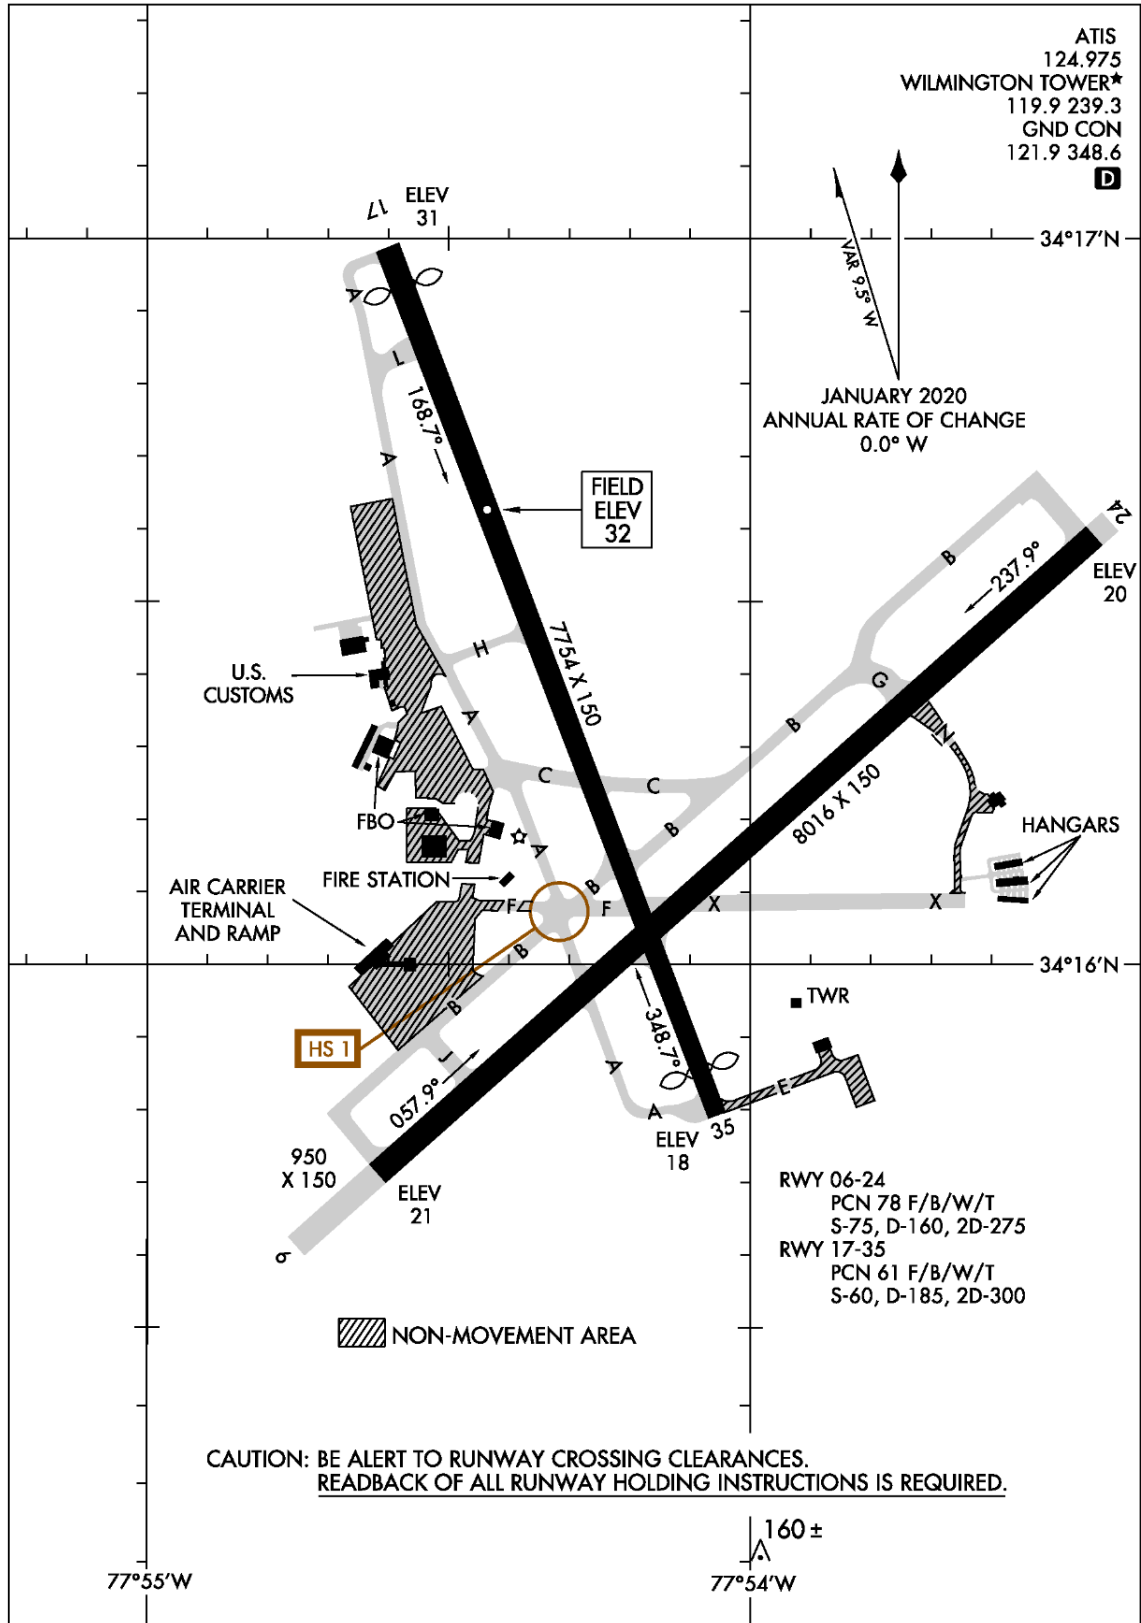 ATIS
124.975
WILMINGTON TOWER★
119.9 239.3
GND CON
121.9 348.6
D
17
ELEV
31
34°17'N
VAR 9.5° W
A
L
168.7°
JANUARY 2020
ANNUAL RATE OF CHANGE
0.0° W
A
FIELD
ELEV
32
24
B
237.9°
ELEV
20
7754 X 150
H
U.S.
CUSTOMS
G
A
B
N
C
C
8016 X 150
FBO
B
HANGARS
A
FIRE STATION
AIR CARRIER
TERMINAL
AND RAMP
B
F
F
X
X
B
34°16'N
TWR
B
HS 1
348.7°
J
A
E
057.9°
A
35
ELEV
18
950
X 150
ELEV
21
RWY 06-24
PCN 78 F/B/W/T
S-75, D-160, 2D-275
RWY 17-35
PCN 61 F/B/W/T
S-60, D-185, 2D-300
6
NON-MOVEMENT AREA
CAUTION: BE ALERT TO RUNWAY CROSSING CLEARANCES.
READBACK OF ALL RUNWAY HOLDING INSTRUCTIONS IS REQUIRED.
160 ±
77°55'W
77°54'W